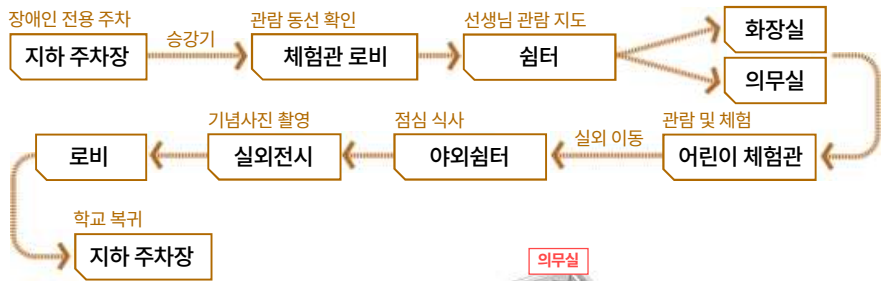 장애인 전용 주차
지하 주차장
승강기
관람 동선 확인
체험관 로비
선생님 관람 지도
쉼터
화장실
의무실
관람 및 체험
어린이 체험관
실외 이동
점심 식사
야외쉼터
기념사진 촬영
실외전시
로비
학교 복귀
지하 주차장
의무실